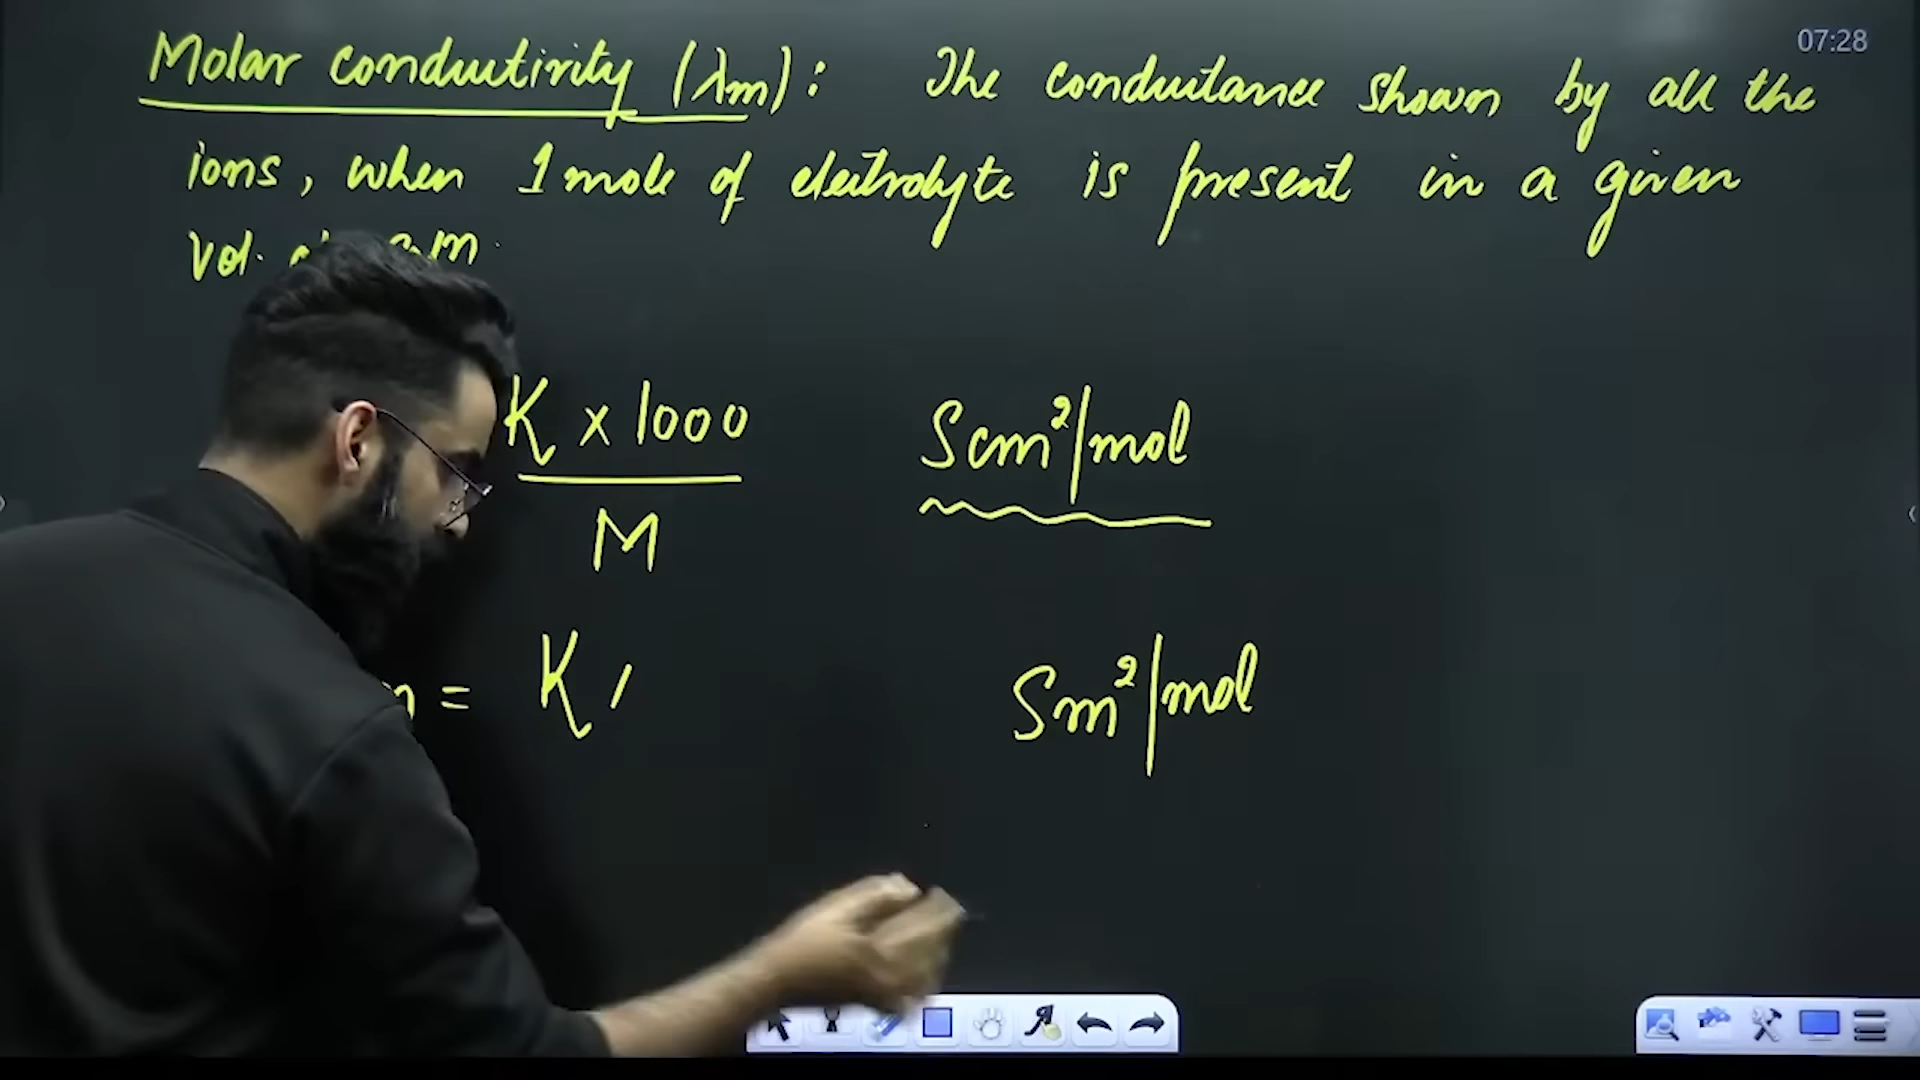 07:28
Molar conductivity (λm): The conductance shown by all the
ions, when 1 mole of electrolyte is present in a given
Vol.
K x 1000
M
Scm²/mol
= K
Sm²/mol